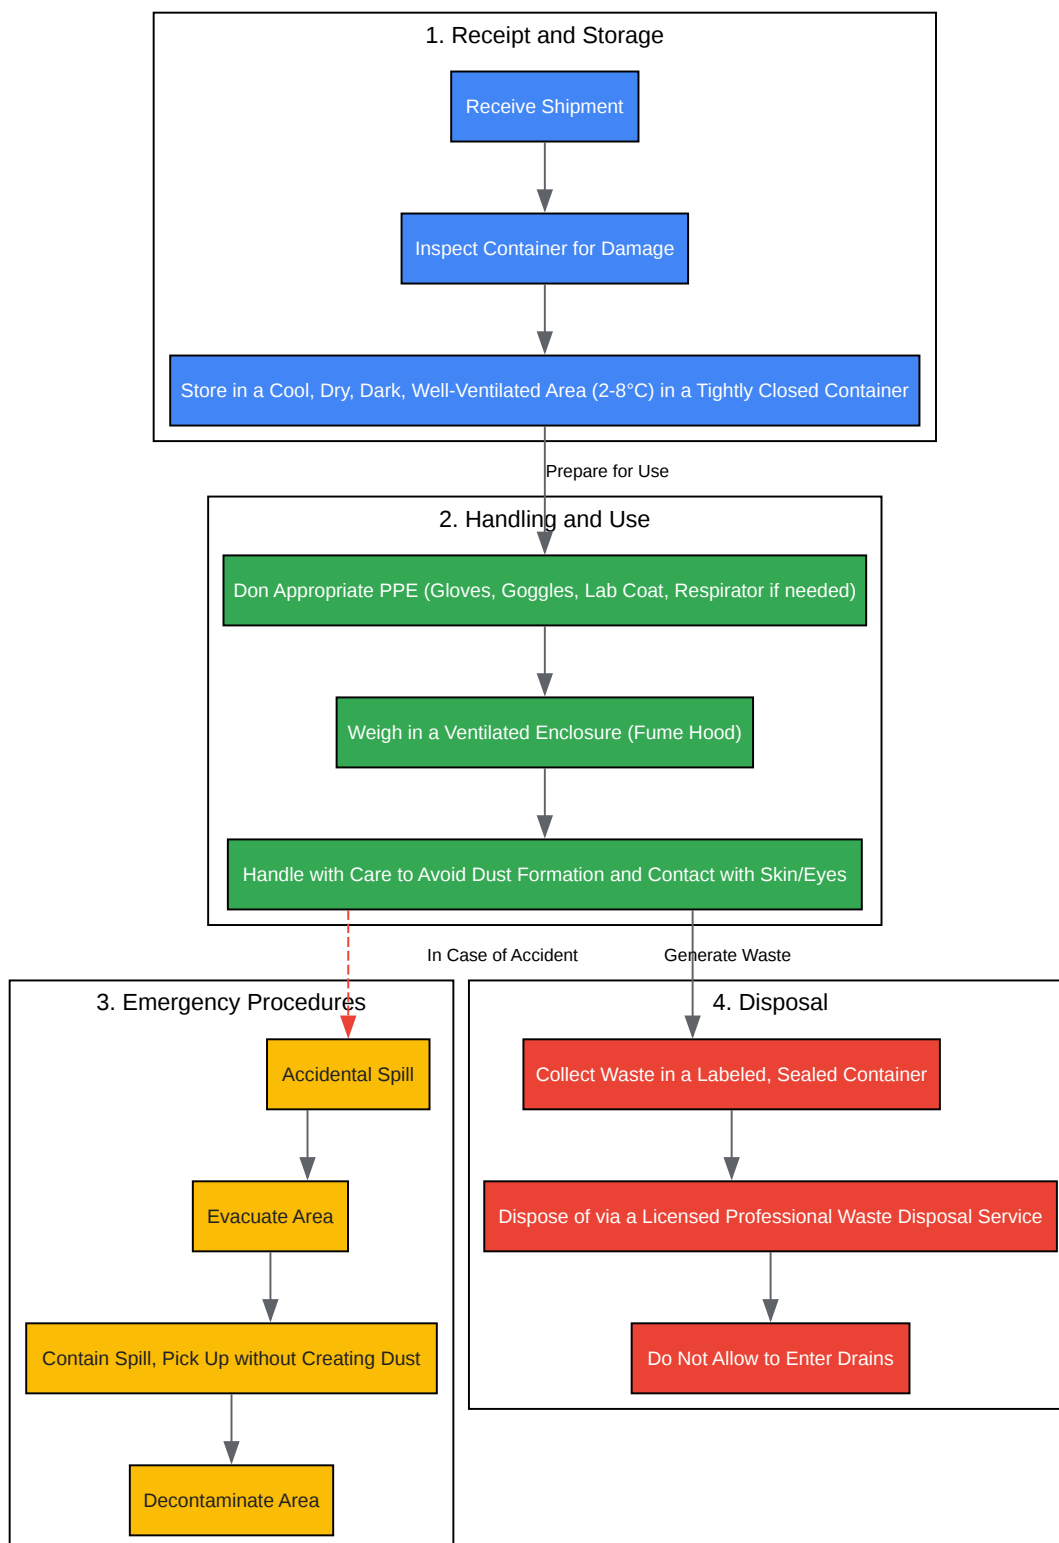 1. Receipt and Storage
Receive Shipment
Inspect Container for Damage
Store in a Cool, Dry, Dark, Well-Ventilated Area (2-8°C) in a Tightly Closed Container
Prepare for Use
2. Handling and Use
Don Appropriate PPE (Gloves, Goggles, Lab Coat, Respirator if needed)
Weigh in a Ventilated Enclosure (Fume Hood)
Handle with Care to Avoid Dust Formation and Contact with Skin/Eyes
In Case of Accident
Generate Waste
3. Emergency Procedures
Accidental Spill
Evacuate Area
Contain Spill, Pick Up without Creating Dust
Decontaminate Area
4. Disposal
Collect Waste in a Labeled, Sealed Container
Dispose of via a Licensed Professional Waste Disposal Service
Do Not Allow to Enter Drains